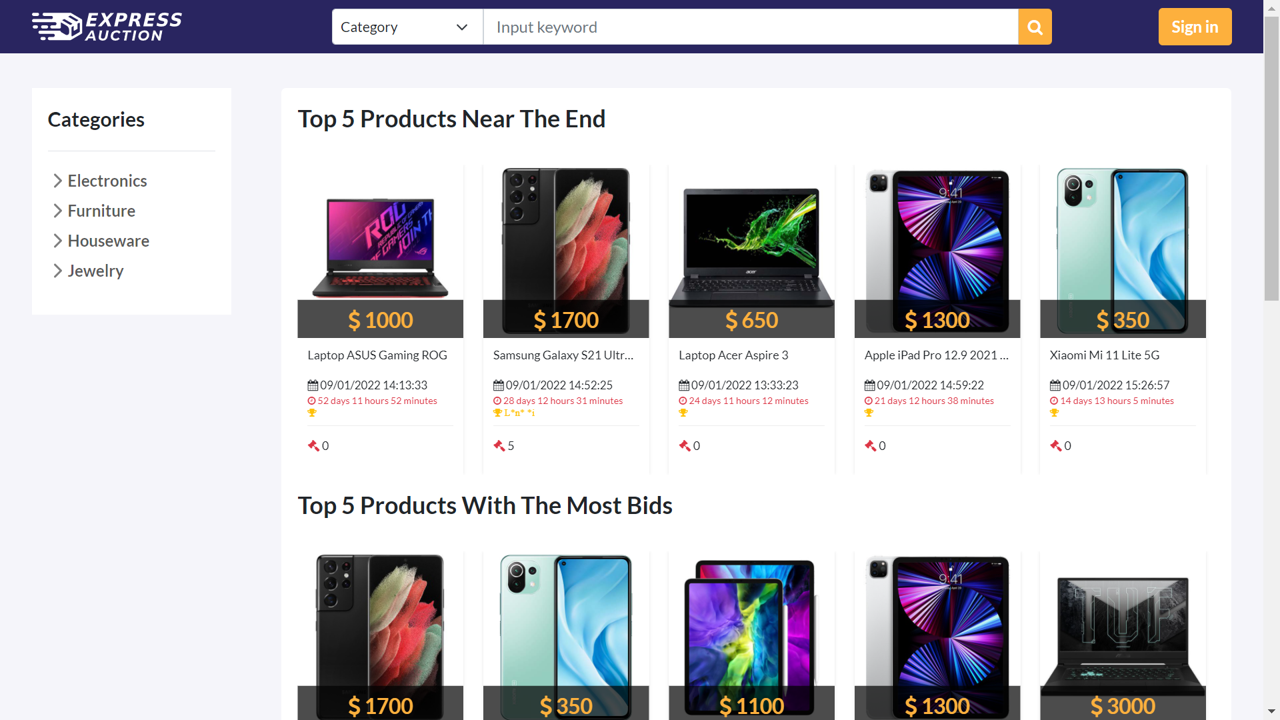 EXPRESS
AUCTION
Category
Input keyword
Sign in
Categories
Electronics
Furniture
Houseware
Jewelry
Top 5 Products Near The End
$ 1000
$ 1700
$ 650
$ 1300
$ 350
Laptop ASUS Gaming ROG
Samsung Galaxy S21 Ultr...
Laptop Acer Aspire 3
Apple iPad Pro 12.9 2021 ...
Xiaomi Mi 11 Lite 5G
09/01/2022 14:13:33
09/01/2022 14:52:25
09/01/2022 13:33:23
09/01/2022 14:59:22
09/01/2022 15:26:57
52 days 11 hours 52 minutes
28 days 12 hours 31 minutes
24 days 11 hours 12 minutes
21 days 12 hours 38 minutes
14 days 13 hours 5 minutes
0
5
0
0
0
Top 5 Products With The Most Bids
9:41
$ 1700
$ 350
$ 1100
$ 1300
$ 3000